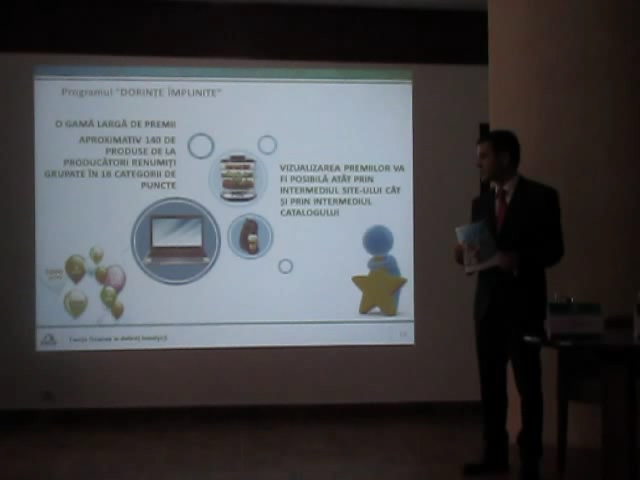 Programul "DORINȚE ÎMPLINITE"
O GAMĂ LARGĂ DE PREMII
APROXIMATIV 140 DE
PRODUSE DE LA
PRODUCĂTORI RENUMIȚI
GRUPATE ÎN 18 CATEGORII DE
PUNCTE
VIZUALIZAREA PREMIILOR VA
FI POSIBILĂ ATÂT PRIN
INTERMEDIUL SITE-ULUI CÂT
ȘI PRIN INTERMEDIUL
CATALOGULUI